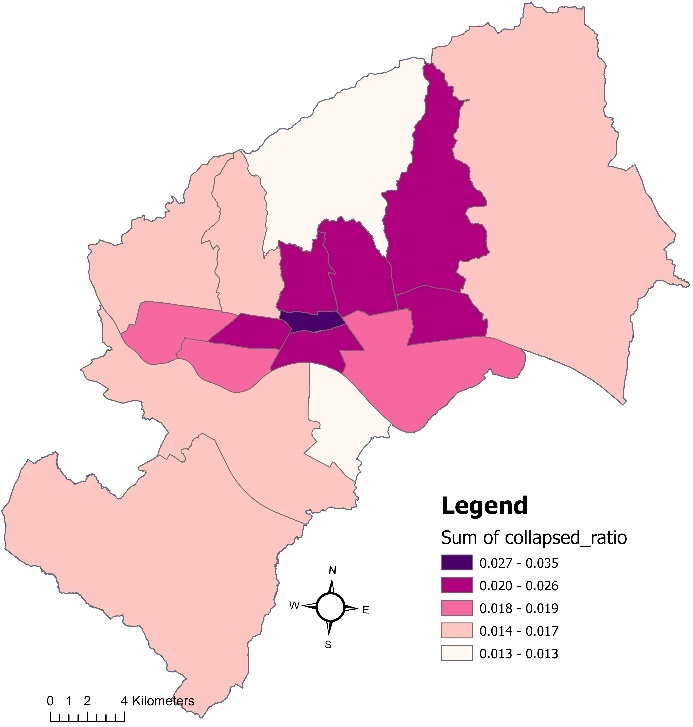 Legend
Sum of collapsed_ratio
0.027 - 0.035
0.020 - 0.026
0.018 - 0.019
0.014 - 0.017
0.013 - 0.013
N
W E
S
0 1 2 4 Kilometers